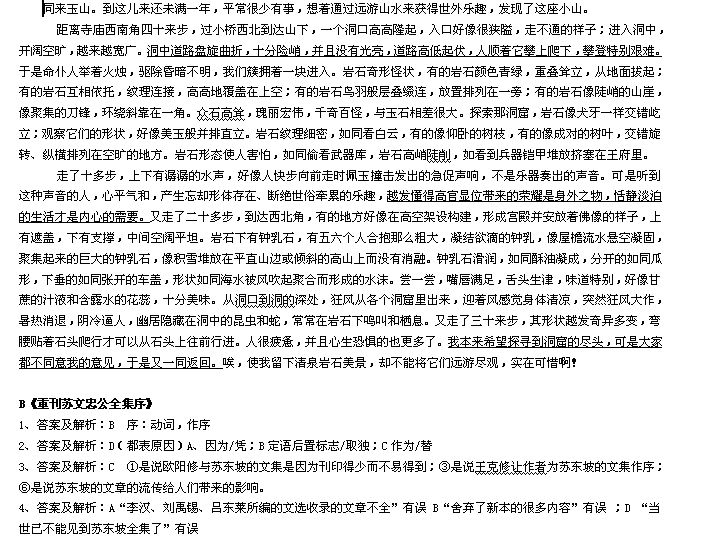 同来玉山。到这儿来还未满一年，平常很少有事，想着通过远游山水来获得世外乐趣，发现了这座小山。
距离寺庙西南角四十来步，过小桥西北到达山下，一个洞口高高隆起，入口好像很狭隘，走不通的样子；进入洞中，
开阔空旷，越来越宽广。洞中道路盘旋曲折，十分险峭，并且没有光亮，道路高低起伏，人顺着它攀上爬下，攀登特别艰难。
于是命仆人举着火烛，驱除昏暗不明，我们簇拥着一块进入。岩石奇形怪状，有的岩石颜色青绿，重叠耸立，从地面拔起；
有的岩石互相依托，纹理连接，高高地覆盖在上空；有的岩石鸟羽般层叠缀连，放置排列在一旁；有的岩石像陡峭的山崖，
像聚集的刀锋，环绕斜靠在一角。众石高耸，瑰丽宏伟，千奇百怪，与玉石相差很大。探索那洞窟，岩石像犬牙一样交错屹
立；观察它们的形状，好像美玉般并排直立。岩石纹理细密，如同看白云，有的像仰卧的树枝，有的像成对的树叶，交错旋
转、纵横排列在空旷的地方。岩石形态使人害怕，如同偷看武器库，岩石高峭陡削，如看到兵器铠甲堆放挤塞在王府里。
走了十多步，上下有潺潺的水声，好像人快步向前走时佩玉撞击发出的急促声响，不是乐器奏出的声音。可是听到
这种声音的人，心平气和，产生忘却形体存在、断绝世俗牵累的乐趣，越发懂得高官显位带来的荣耀是身外之物，恬静淡泊
的生活才是内心的需要。又走了二十多步，到达西北角，有的地方好像在高空架设构建，形成宫殿并安放着佛像的样子，上
有遮盖，下有支撑，中间空阔平坦。岩石下有钟乳石，有五六个人合抱那么粗大，凝结欲滴的钟乳，像屋檐流水悬空凝固，
聚集起来的巨大的钟乳石，像积雪堆放在平直山边或倾斜的高山上而没有消融。钟乳石滑润，如同酥油凝成，分开的如同瓜
形，下垂的如同张开的车盖，形状如同海水被风吹起聚合而形成的水沫。尝一尝，嘴唇满足，舌头生津，味道特别，好像甘
蔗的汁液和含露水的花蕊，十分美味。从洞口到洞的深处，狂风从各个洞窟里出来，迎着风感觉身体清凉，突然狂风大作，
暑热消退，阴冷逼人，幽居隐藏在洞中的昆虫和蛇，常常在岩石下鸣叫和栖息。又走了三十来步，其形状越发奇异多变，弯
腰贴着石头爬行才可以从石头上往前行进。人很疲惫，并且心生恐惧的也更多了。我本来希望探寻到洞窟的尽头，可是大家
都不同意我的意见，于是又一同返回。唉，使我留下清泉岩石美景，却不能将它们远游尽观，实在可惜啊！
B《重刊苏文忠公全集序》
1、答案及解析：B  序：动词，作序
2、答案及解析：D（都表原因）A、因为/凭；B定语后置标志/取独；C作为/替
3、答案及解析：C  ①是说欧阳修与苏东坡的文集是因为刊印得少而不易得到；③是说王克修让作者为苏东坡的文集作序；
⑥是说苏东坡的文章的流传给人们带来的影响。
4、答案及解析：A“李汉、刘禹锡、吕东莱所编的文选收录的文章不全”有误 B“舍弃了新本的很多内容”有误 ；D “当
世已不能见到苏东坡全集了”有误